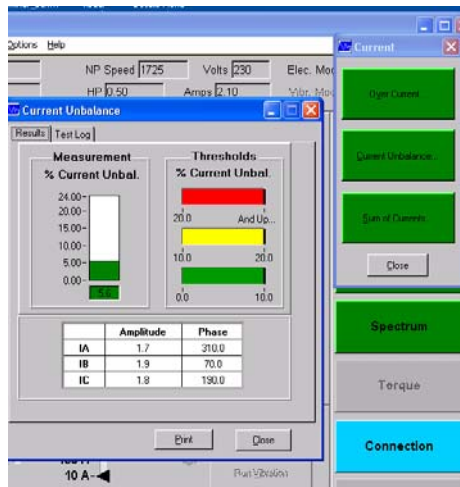 Options Help
NP Speed 1725 Volts 230 Elec. Mod
HP 0.50 Amps 2.10 Vibr. Mod
Current Unbalance
Results Test Log
Measurement
% Current Unbal.
24.00
20.00
15.00
10.00
5.00
0.00
5.6
Thresholds
% Current Unbal.
20.0 And Up...
10.0 20.0
0.0 10.0
Amplitude Phase
IA 1.7 310.0
IB 1.9 70.0
IC 1.8 190.0
Print Close
10 A
Run Vibration
Current
Over Current
Current Unbalance...
Sum of Currents...
Close
Spectrum
Torque
Connection